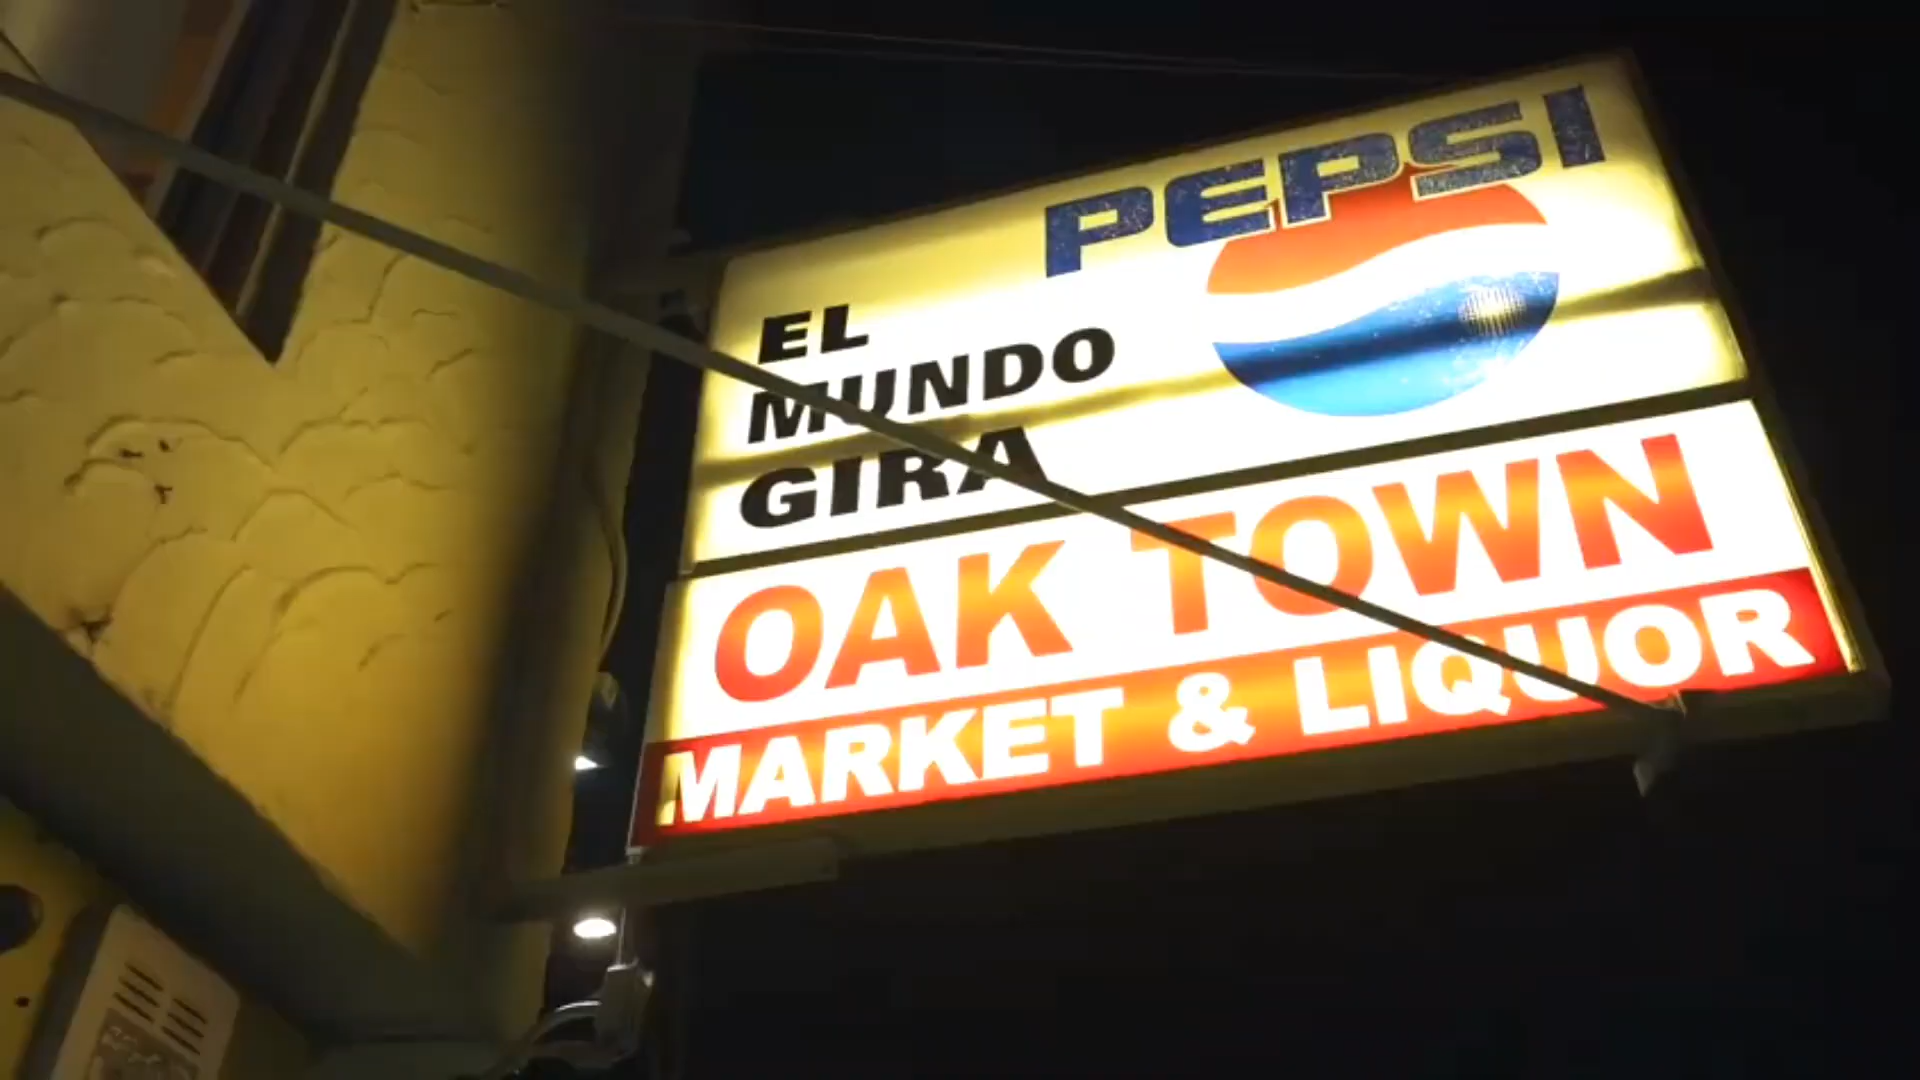 PEPSI
EL
MUNDO
GIRA
OAK TOWN
MARKET & LIQUOR